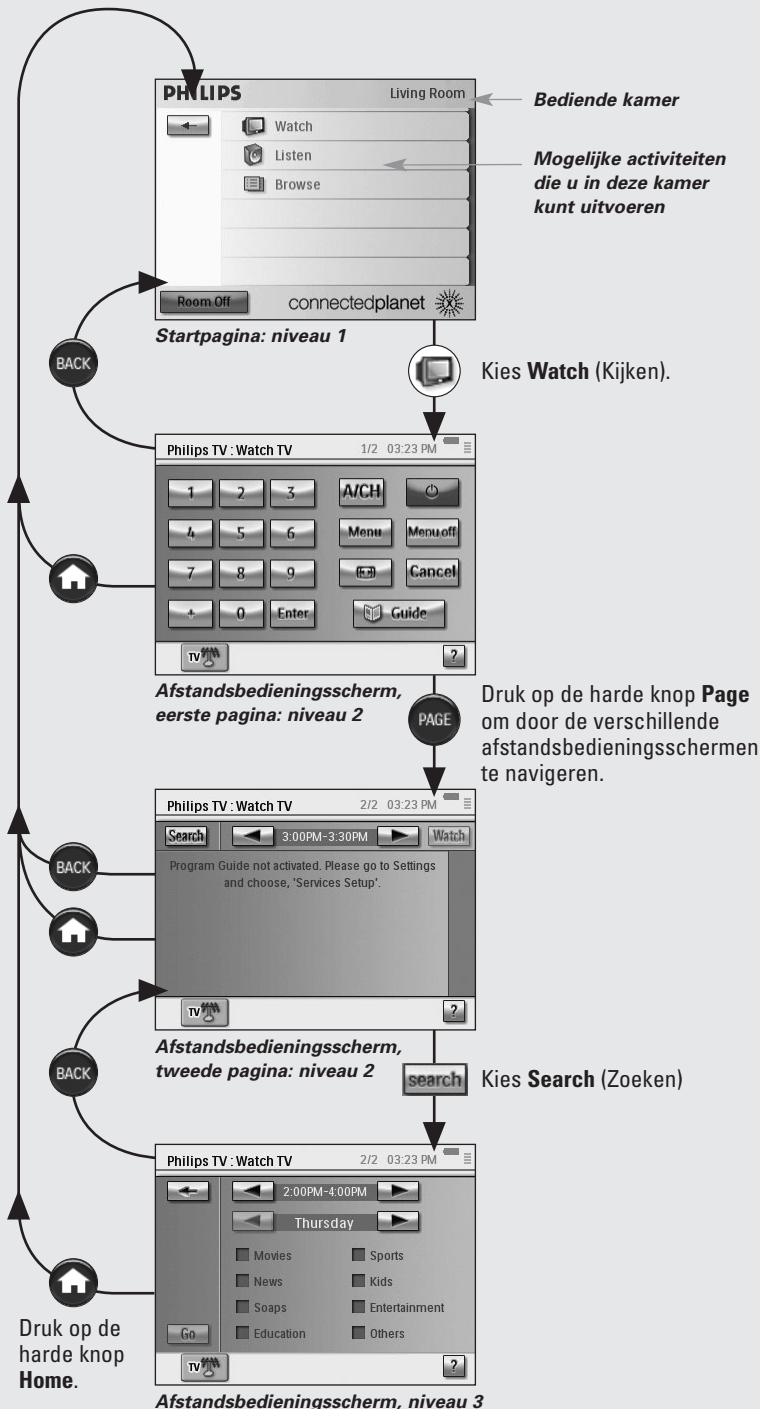 PHILIPS Living Room
Bediende kamer
Watch
Listen
Browse
Mogelijke activiteiten
die u in deze kamer
kunt uitvoeren
Room Off connectedplanet
Startpagina: niveau 1
BACK
Kies Watch (Kijken).
Philips TV : Watch TV 1/2 03:23 PM
1 2 3 A/CH
4 5 6 Menu Menu off
7 8 9 Cancel
+ 0 Enter Guide
TV ?
Afstandsbedieningsscherm,
eerste pagina: niveau 2
PAGE
Druk op de harde knop Page
om door de verschillende
afstandsbedieningsschermen
te navigeren.
Philips TV : Watch TV 2/2 03:23 PM
Search 3:00PM-3:30PM Watch
BACK
Program Guide not activated. Please go to Settings
and choose, 'Services Setup'.
TV ?
Afstandsbedieningsscherm,
tweede pagina: niveau 2
BACK
search
Kies Search (Zoeken)
Philips TV : Watch TV 2/2 03:23 PM
2:00PM-4:00PM
Thursday
Movies Sports
News Kids
Soaps Entertainment
Go Education Others
TV ?
Druk op de
harde knop
Home.
Afstandsbedieningsscherm, niveau 3